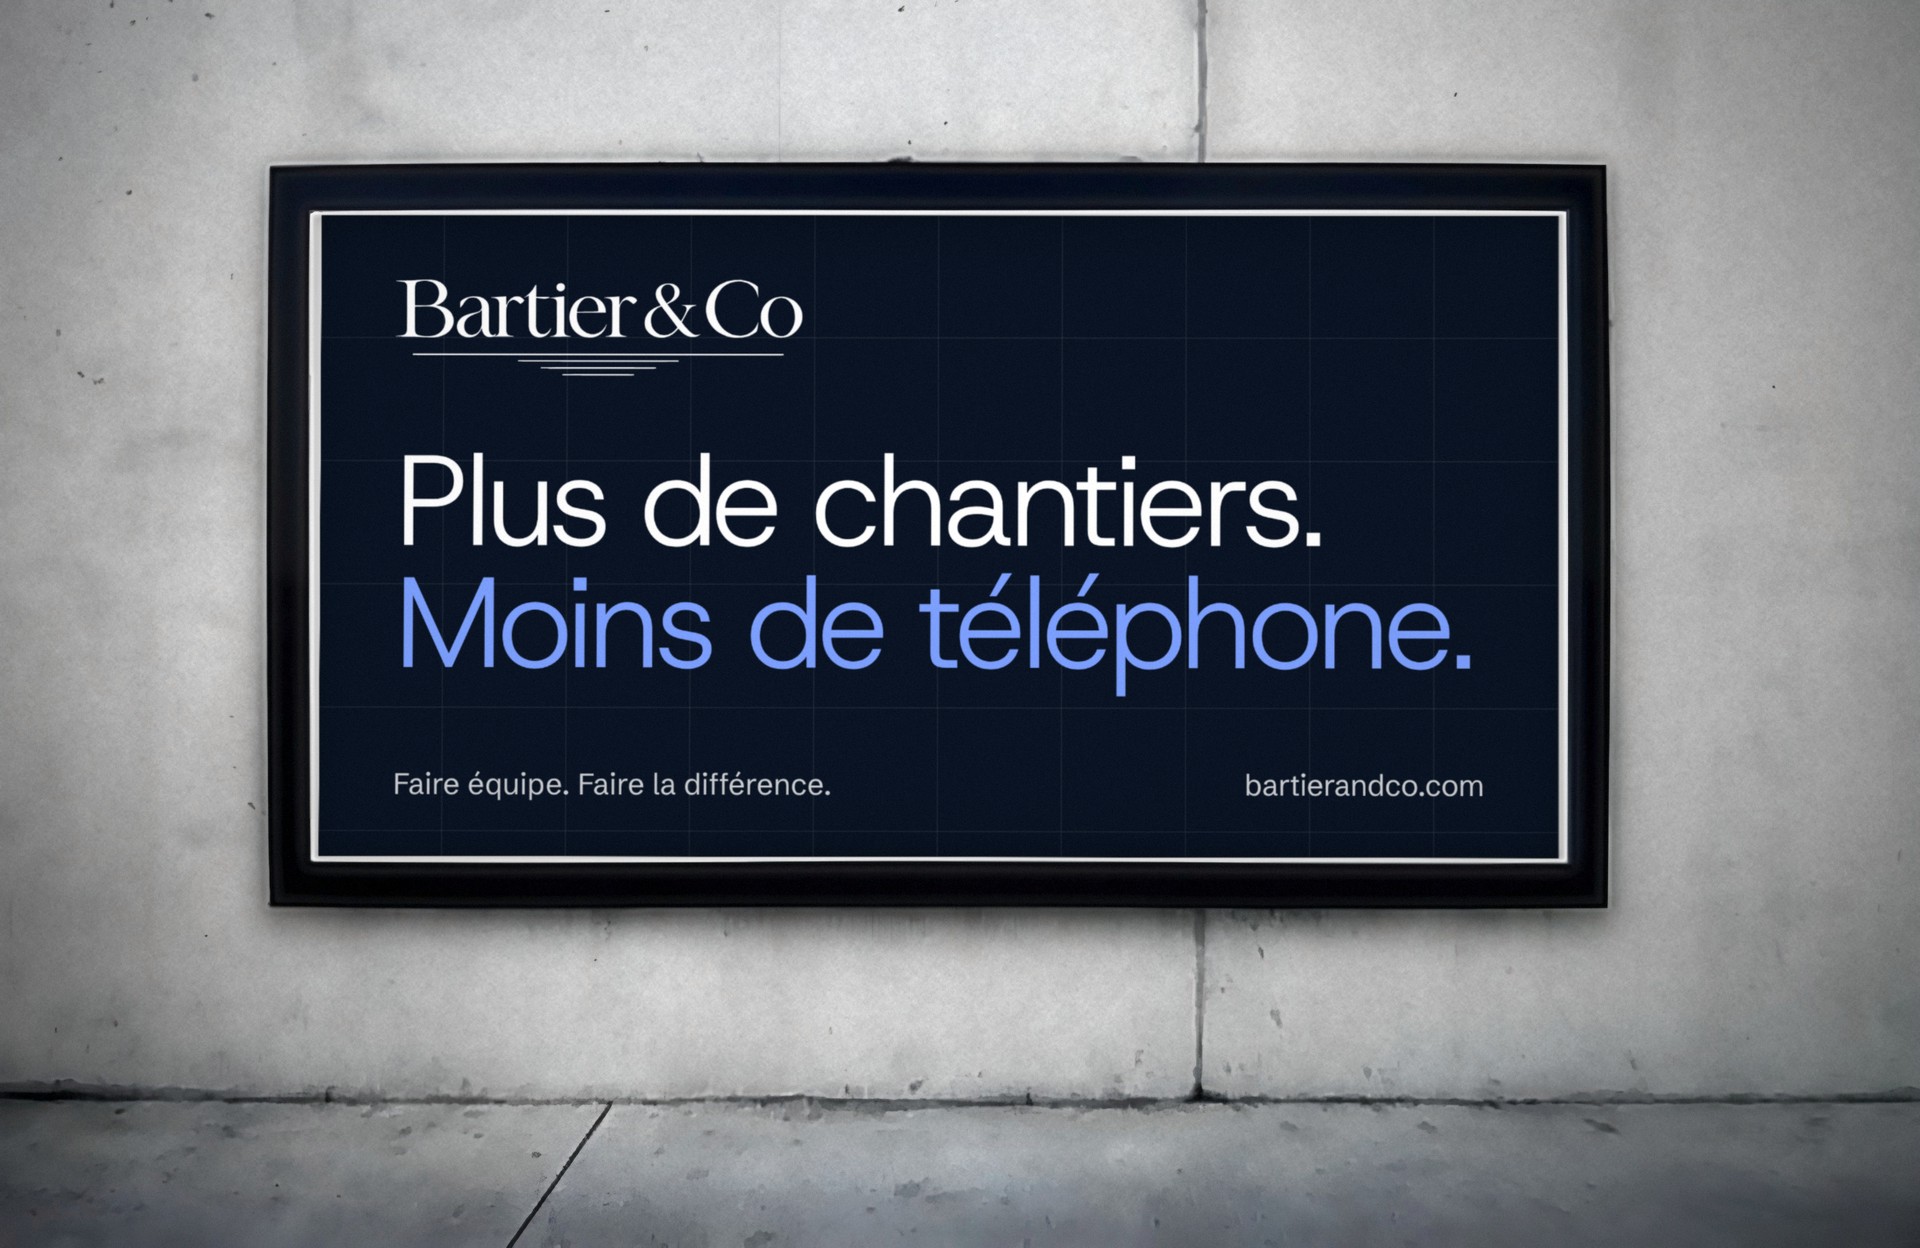 Bartier & Co
Plus de chantiers.
Moins de téléphone.
Faire équipe. Faire la différence.
bartierandco.com